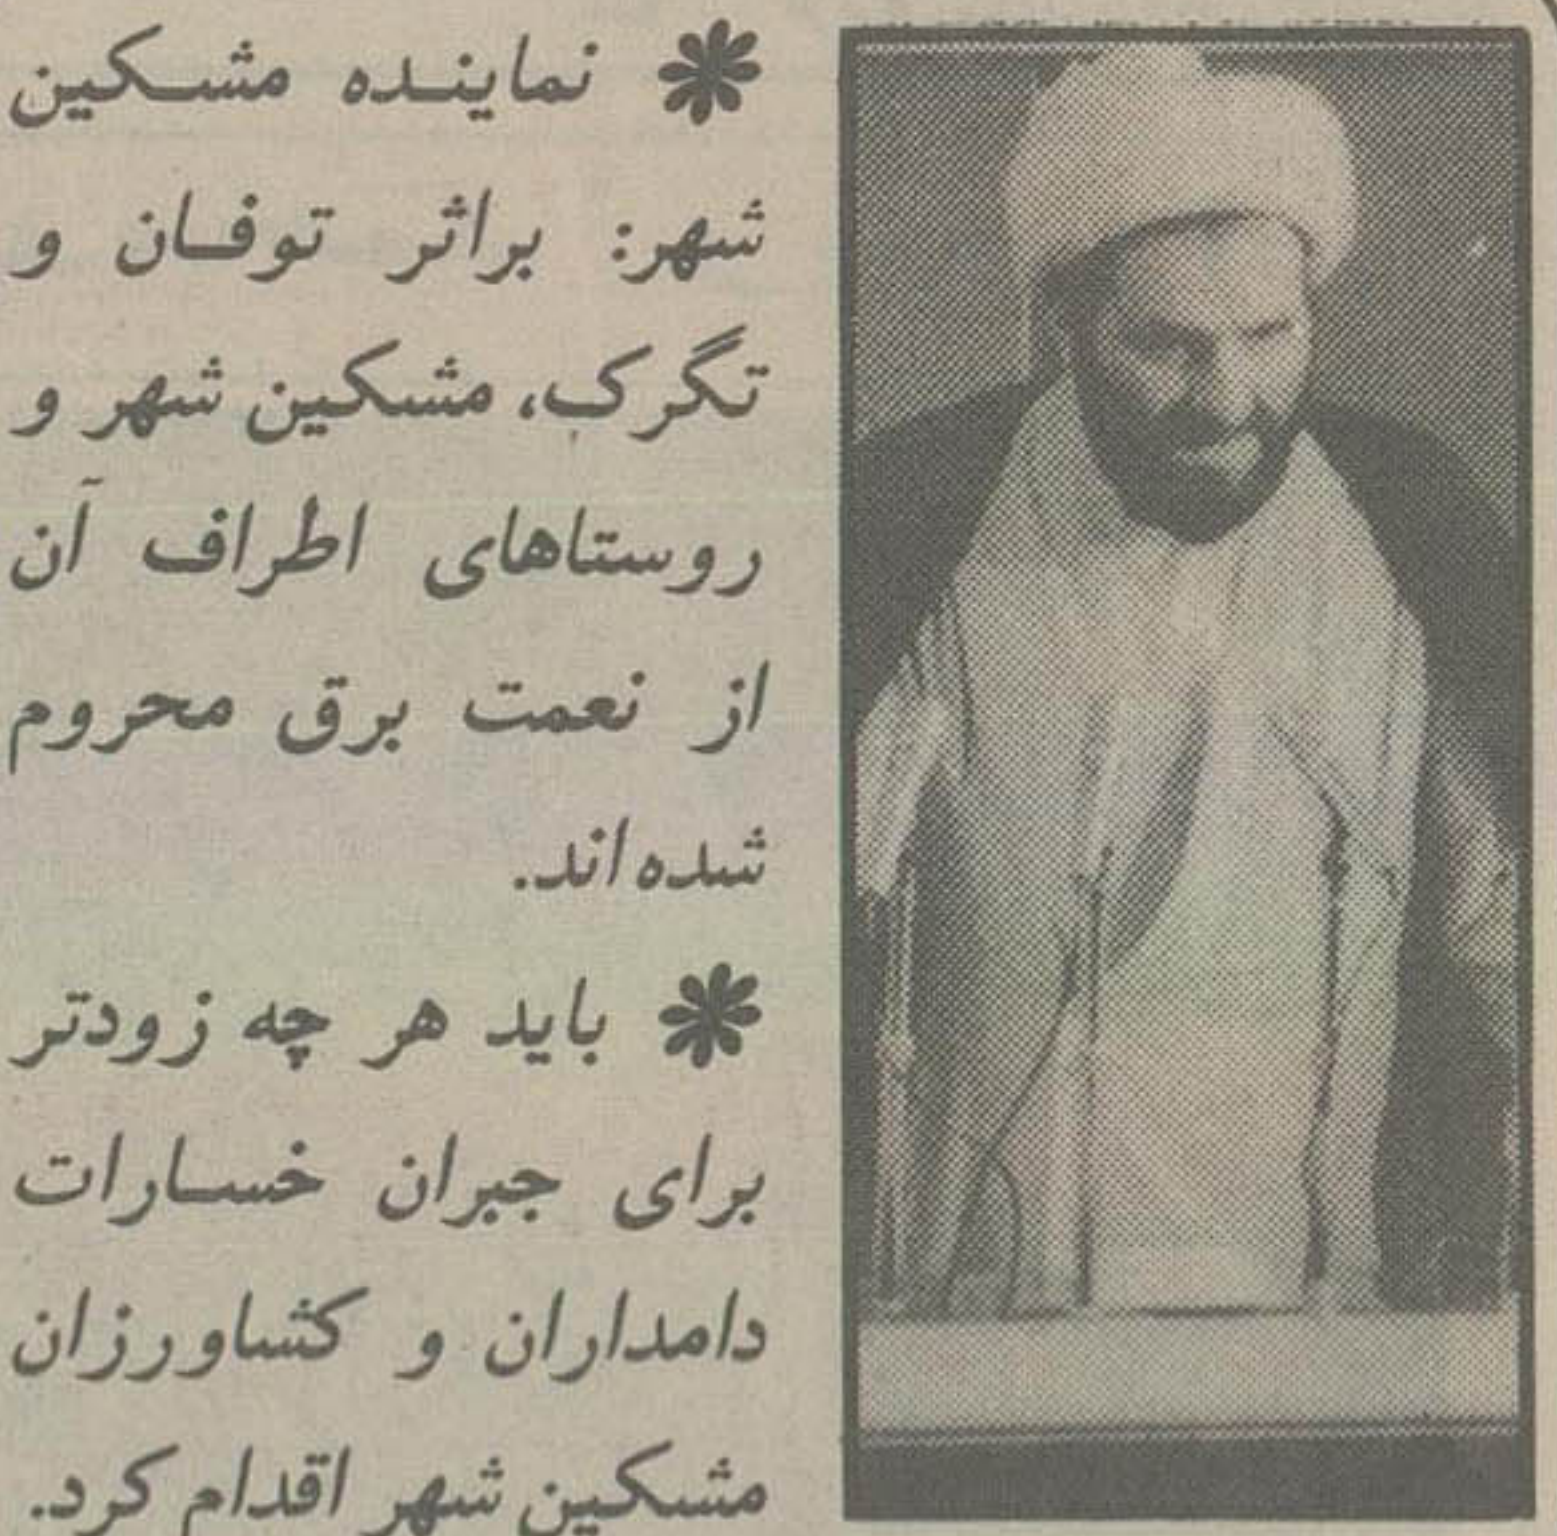 * نماینده مشکین
شهر: براثر توفان و
تگرک، مشکین شهر و
روستاهای اطراف آن
از نعمت برق محروم
شده‌اند.
* باید هر چه زودتر
برای جبران خسارات
دامداران و کشاورزان
مشکین شهر اقدام کرد.